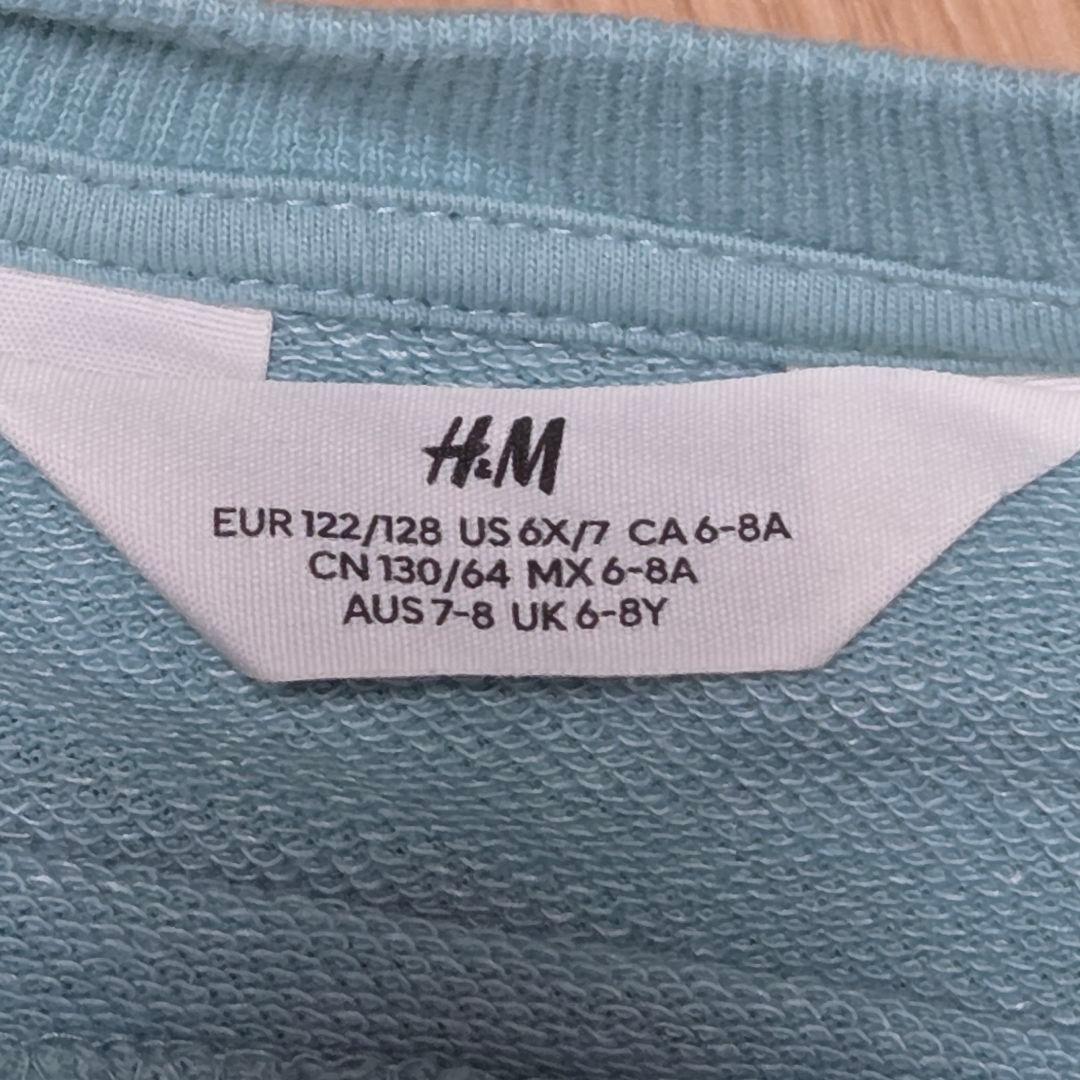 H&M
EUR 122/128 US 6X/7 CA 6-8A
CN 130/64 MX 6-8A
AUS 7-8 UK 6-8Y